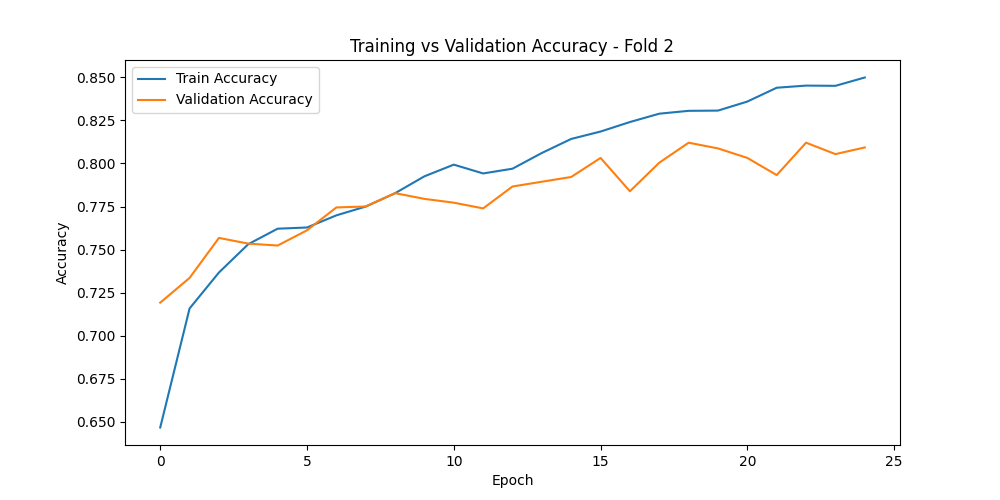 Training vs Validation Accuracy - Fold 2
Train Accuracy
Validation Accuracy
Accuracy
0.850
0.825
0.800
0.775
0.750
0.725
0.700
0.675
0.650
0 5 10 15 20 25
Epoch